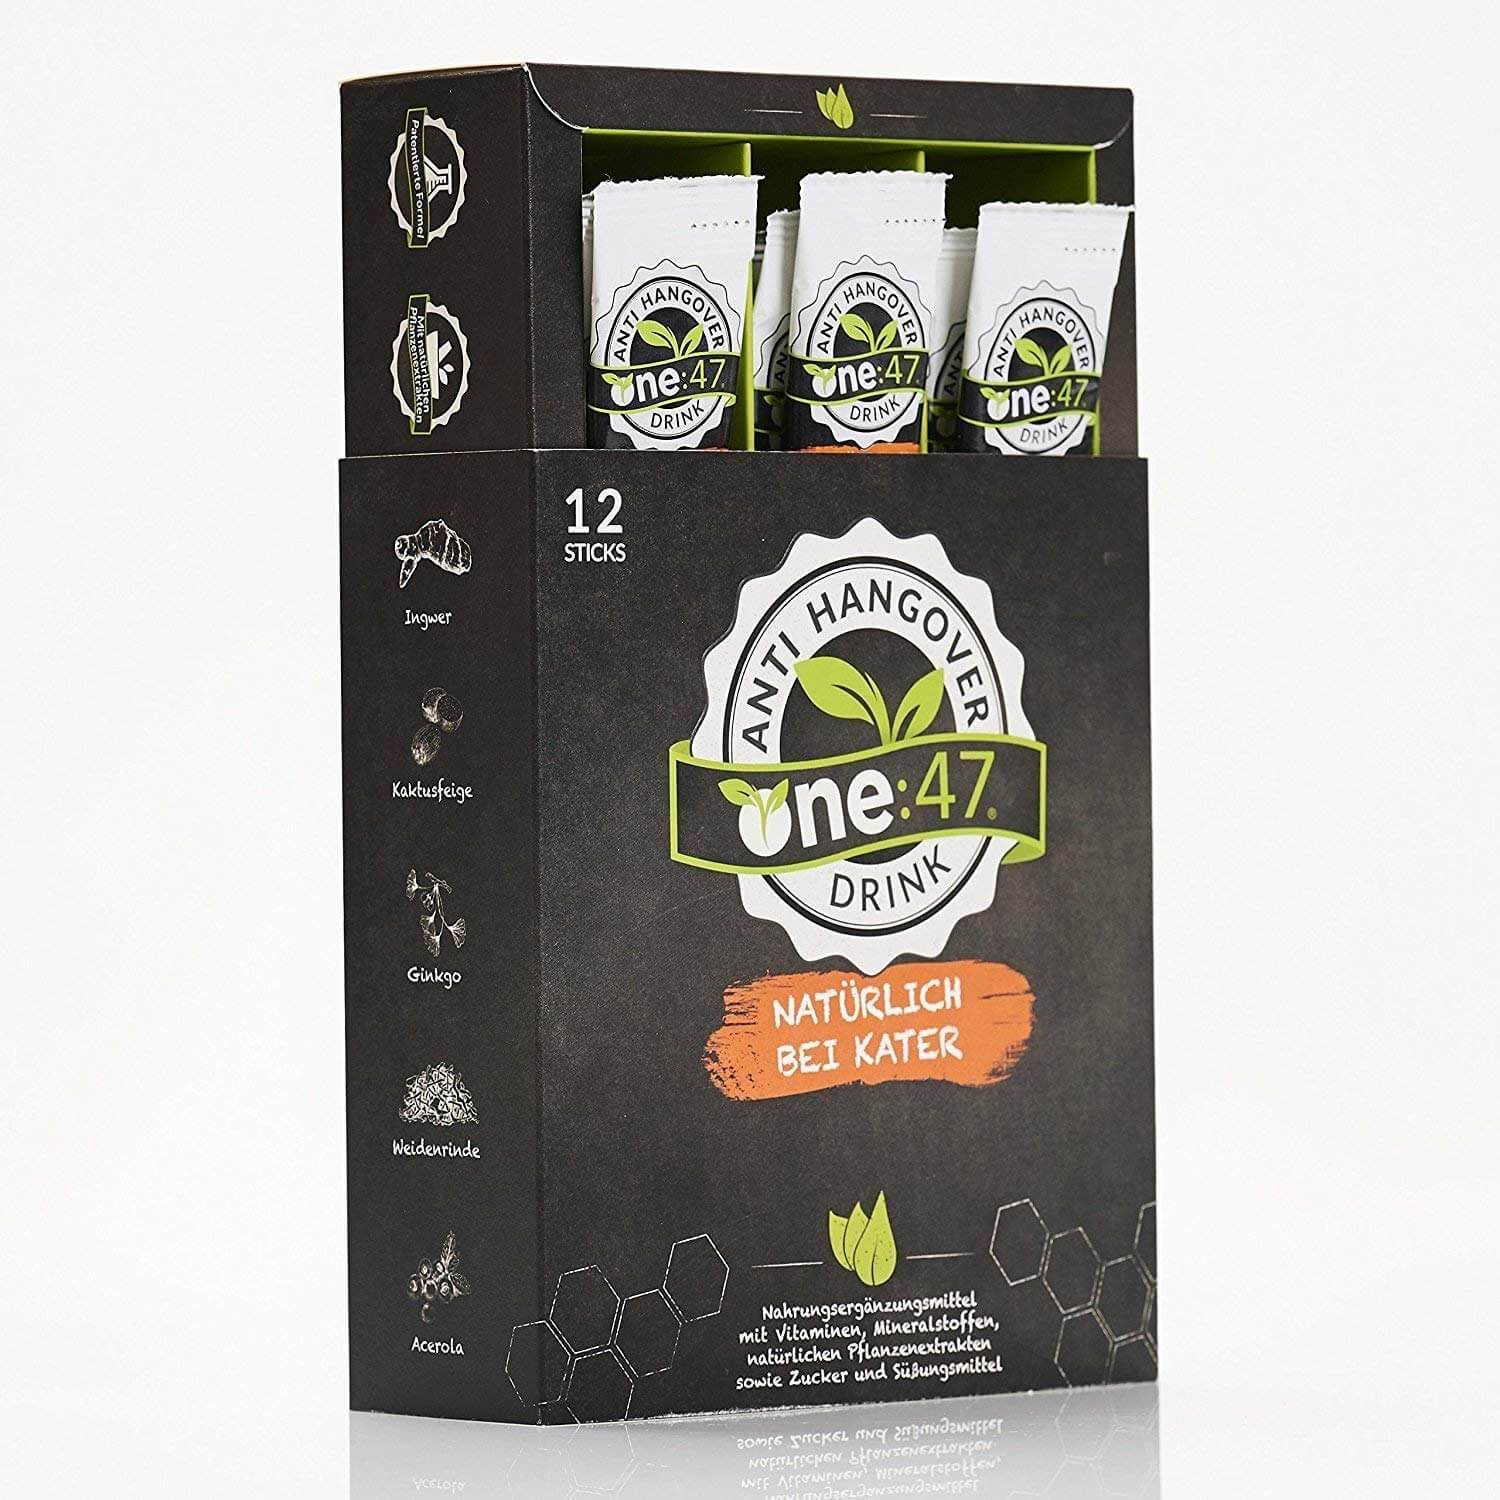 Patentierte Formel
Mit natürlichen
Pflanzenextrakten
ANTI HANGOVER
one:47
DRINK
ANTI HANGOVER
one:47
DRINK
ANTI HANGOVER
one:47
DRINK
Ingwer
Kaktusfeige
Ginkgo
Weidenrinde
Acerola
12
STICKS
ANTI HANGOVER
one:47®
DRINK
NATÜRLICH
BEI KATER
Nahrungsergänzungsmittel
mit Vitaminen, Mineralstoffen,
natürlichen Pflanzenextrakten
sowie Zucker und Süßungsmittel